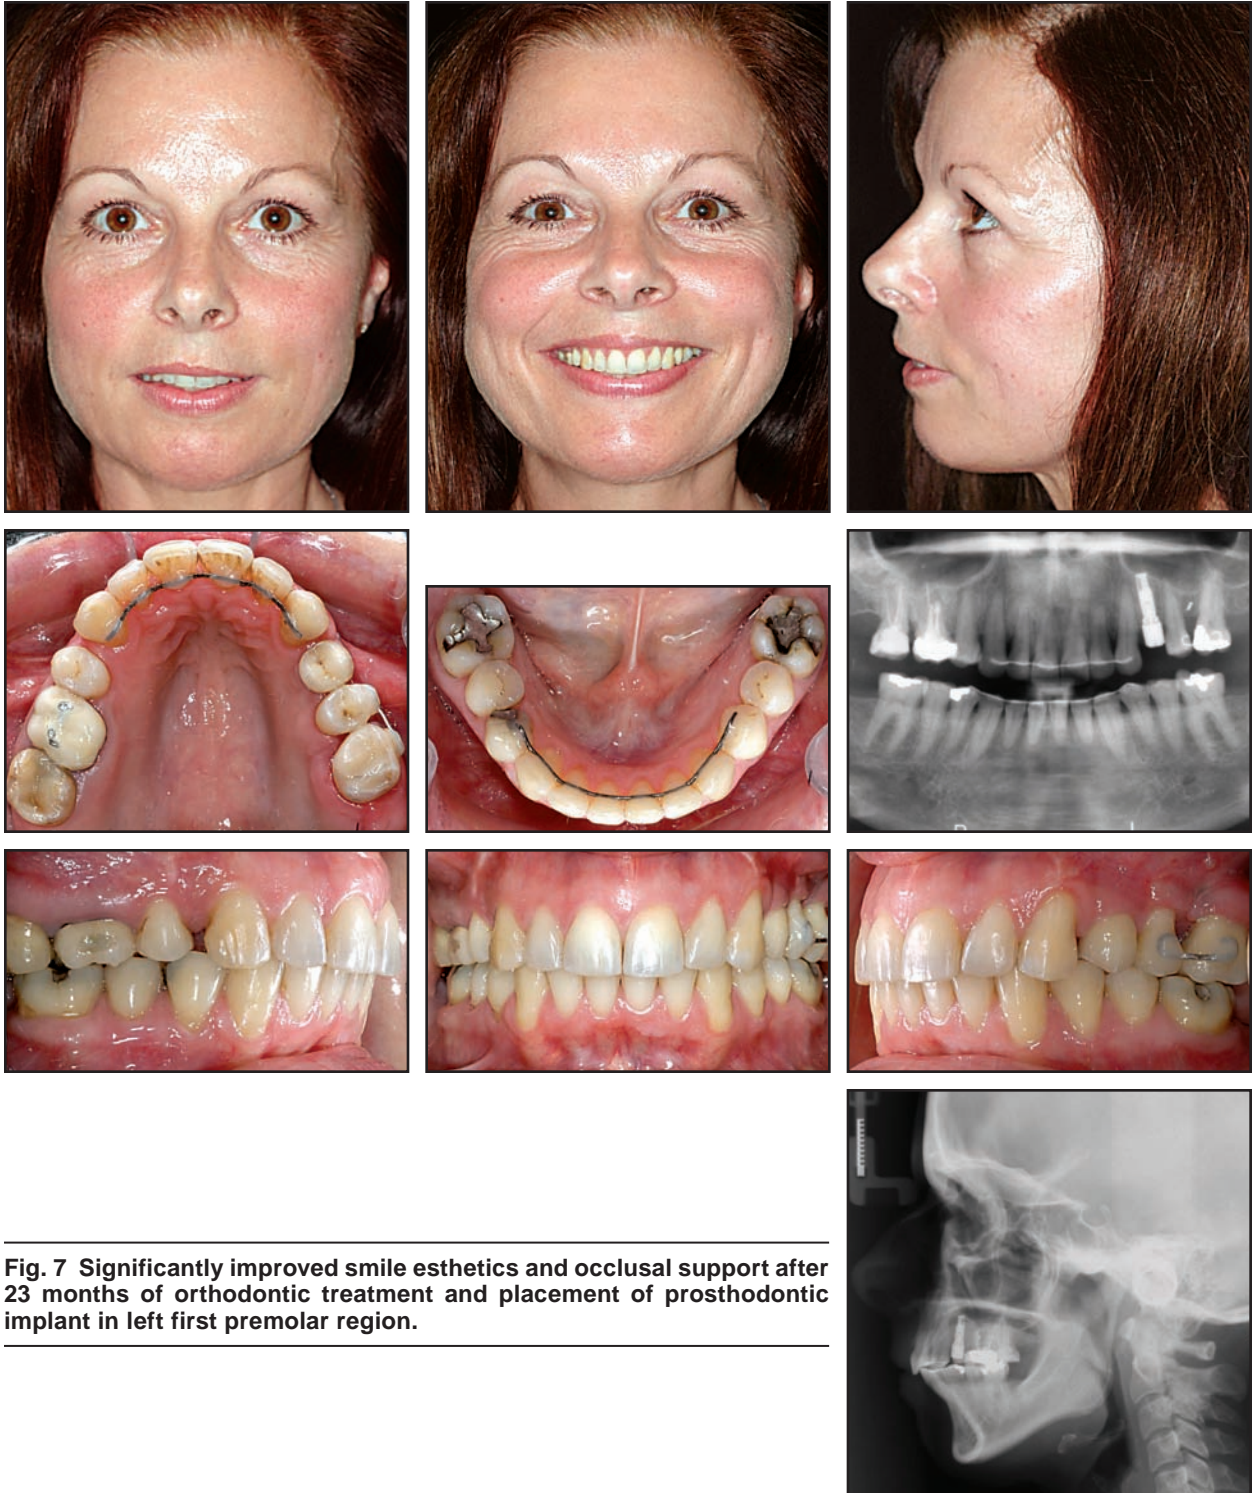 Fig. 7 Significantly improved smile esthetics and occlusal support after
23 months of orthodontic treatment and placement of prosthodontic
implant in left first premolar region.